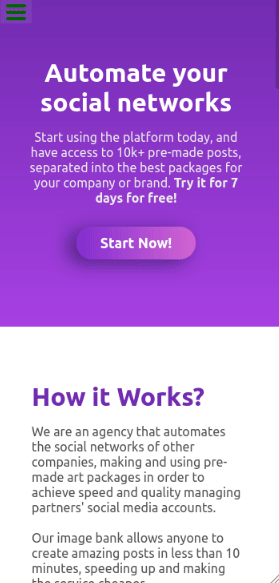 Automate your
social networks
Start using the platform today, and
have access to 10k+ pre-made posts,
separated into the best packages for
your company or brand. Try it for 7
days for free!
Start Now!
How it Works?
We are an agency that automates
the social networks of other
companies, making and using pre-
made art packages in order to
achieve speed and quality managing
partners' social media accounts.
Our image bank allows anyone to
create amazing posts in less than 10
minutes, speeding up and making
the service cheaper